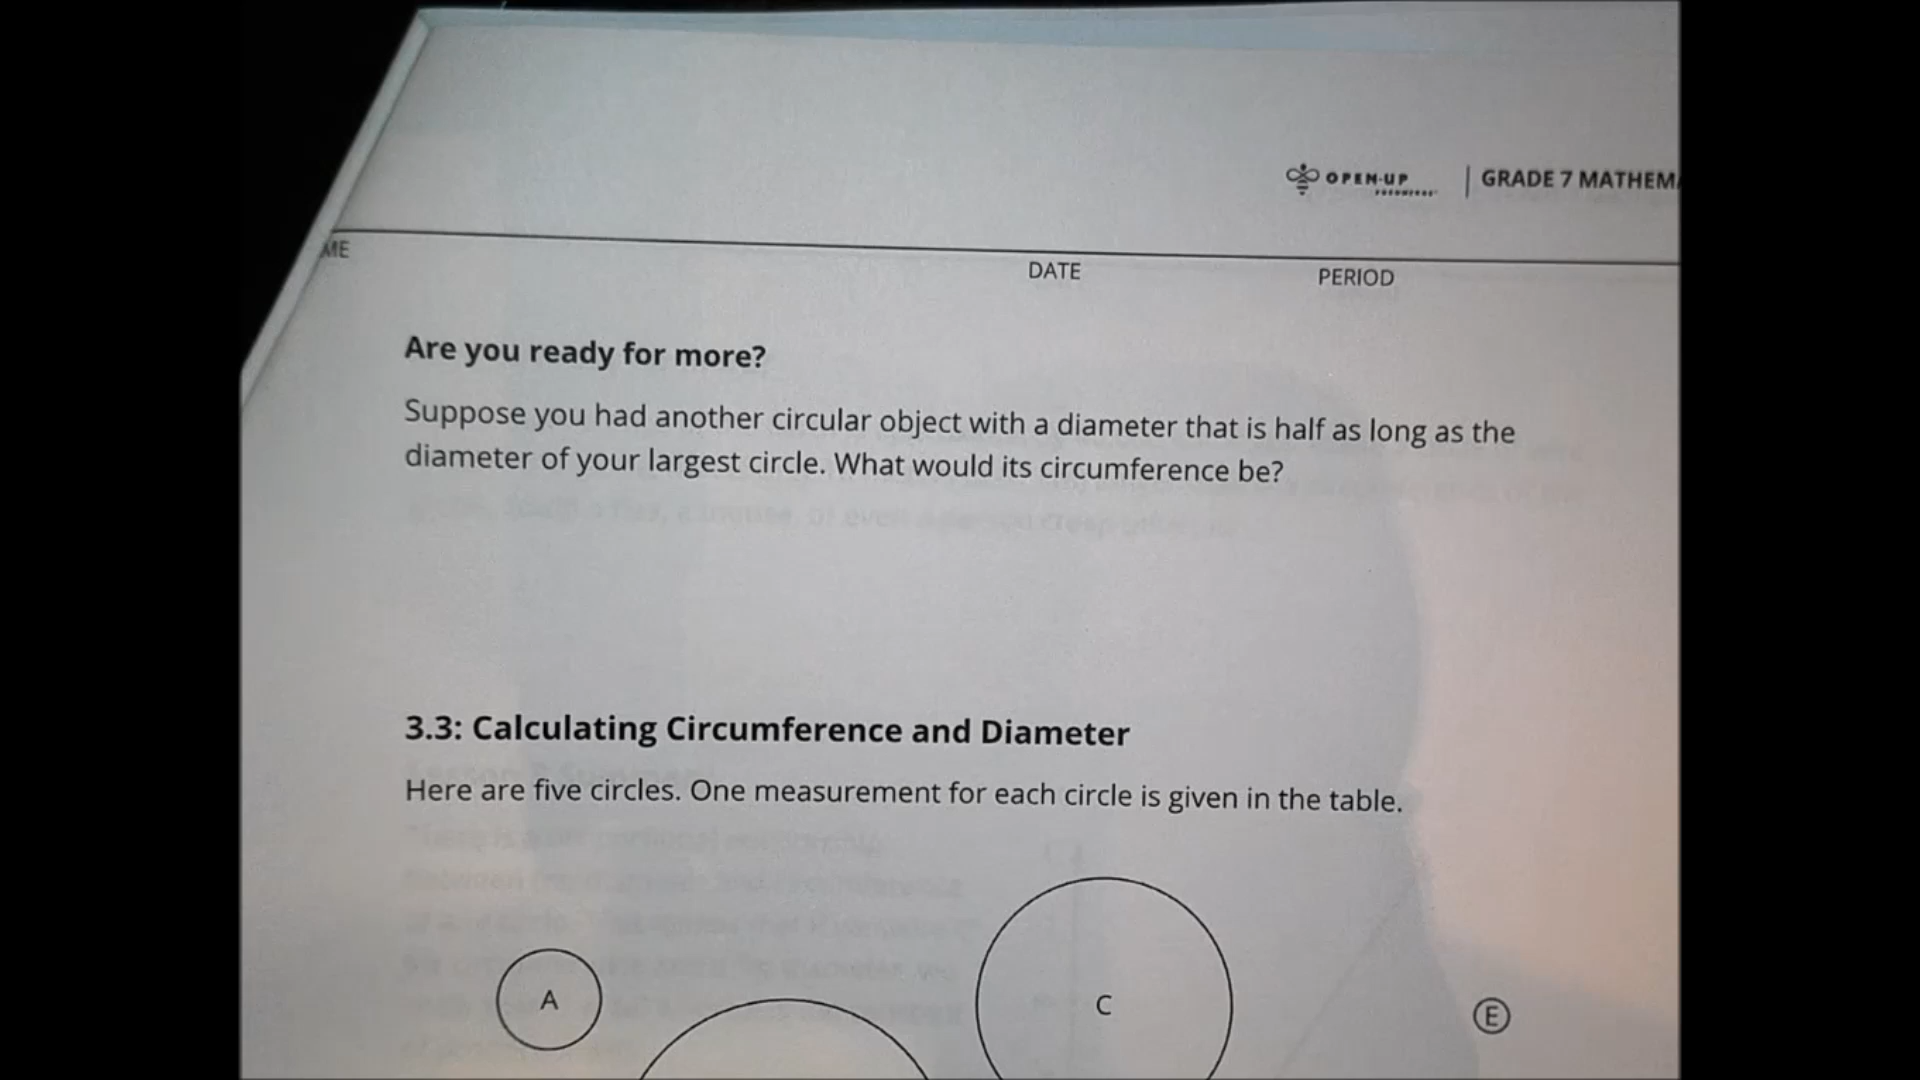 OPEN-UP | GRADE 7 MATHEMA
ME
DATE PERIOD
Are you ready for more?
Suppose you had another circular object with a diameter that is half as long as the
diameter of your largest circle. What would its circumference be?
3.3: Calculating Circumference and Diameter
Here are five circles. One measurement for each circle is given in the table.
A
C
E